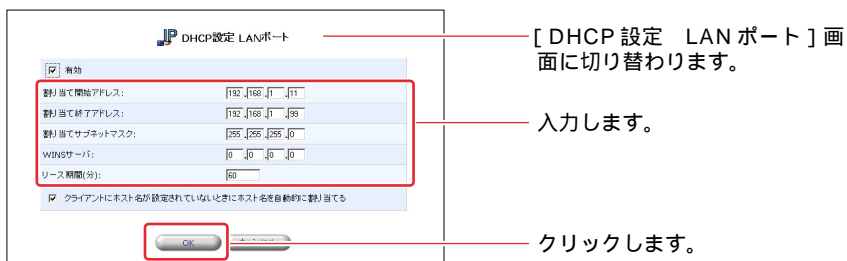 IP DHCP設定 LANポート
[ DHCP 設定 LAN ポート ] 画
面に切り替わります。
有効
割り当て開始アドレス: 192 . 168 . 1 . 11
割り当て終了アドレス: 192 . 168 . 1 . 99
割り当てサブネットマスク: 255 . 255 . 255 . 0
WINSサーバ: 0 . 0 . 0 . 0
リース期間(分): 60
入力します。
クライアントにホスト名が設定されていないときにホスト名を自動的に割り当てる
OK
クリックします。